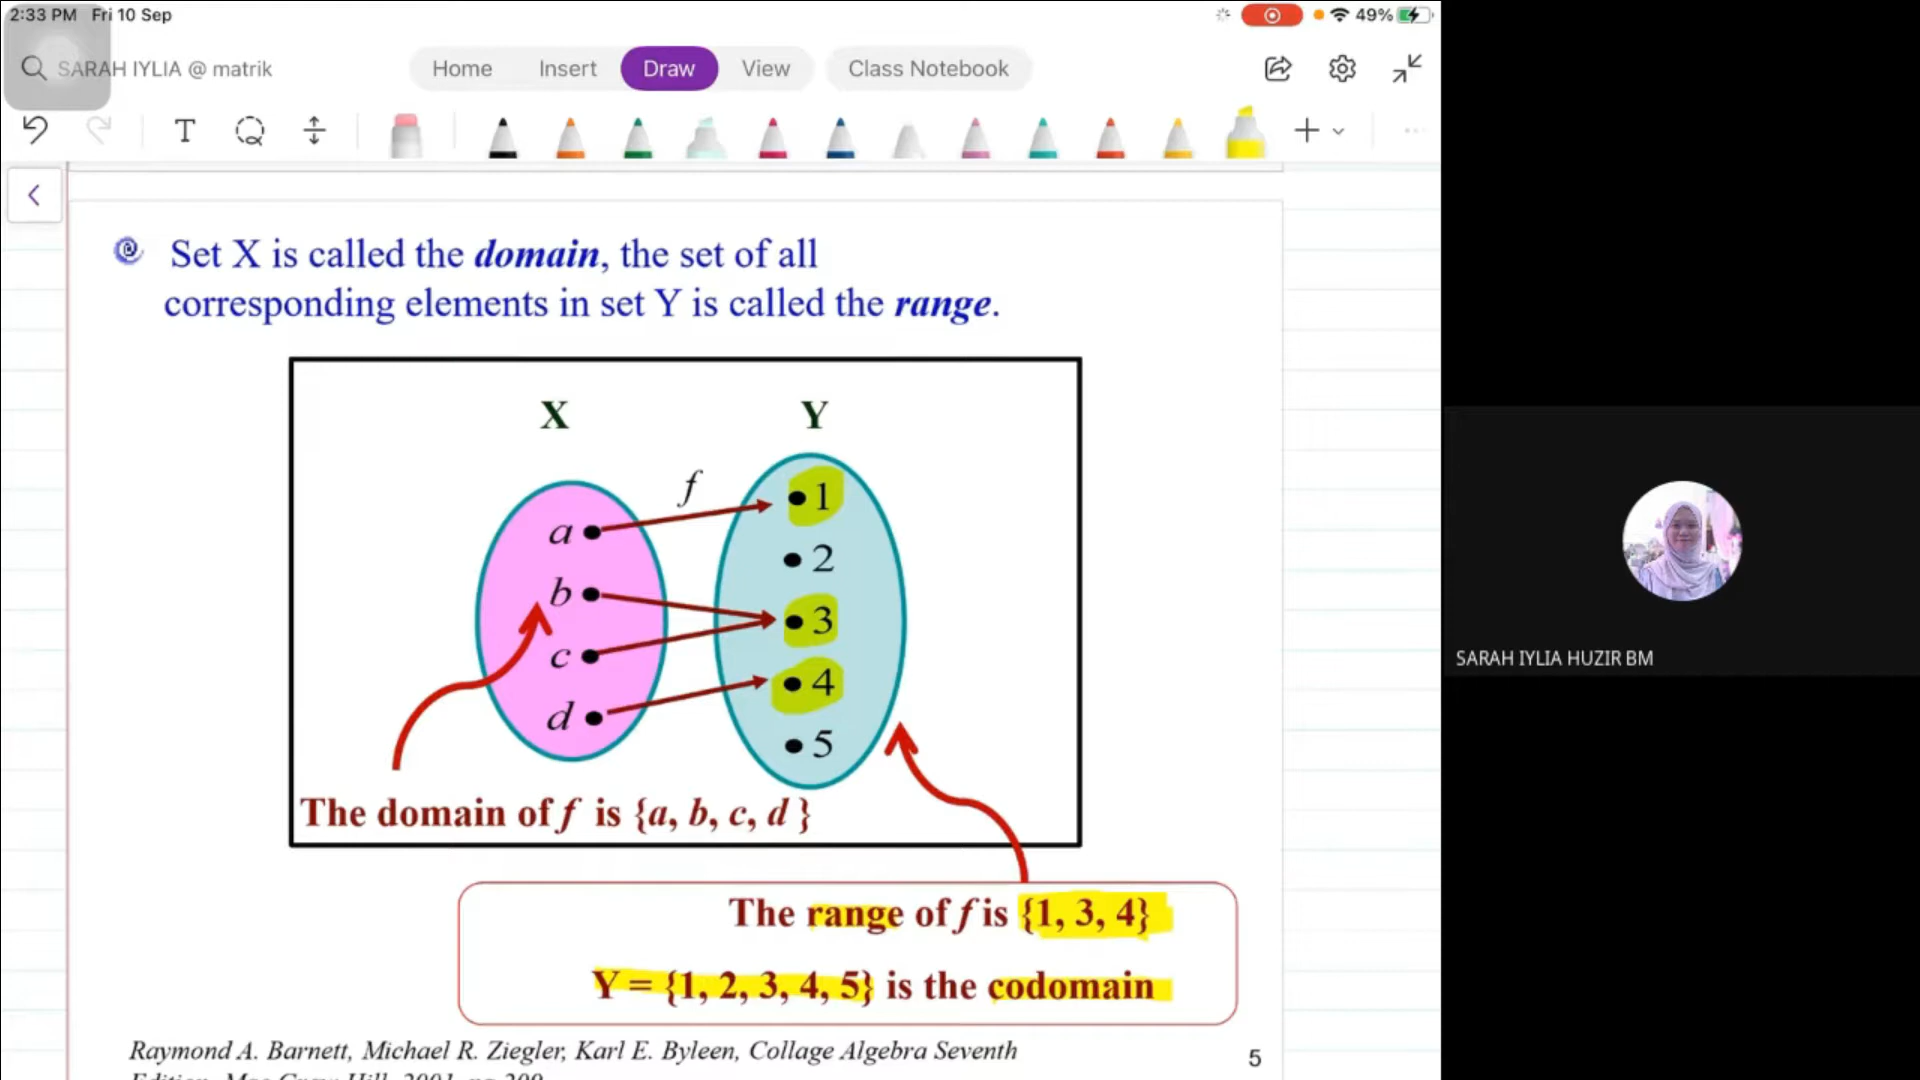 2:33 PM Fri 10 Sep
49%
SARAH IYLIA @ matrik
Home Insert Draw View Class Notebook
T
Set X is called the domain, the set of all
corresponding elements in set Y is called the range.
X Y
f
a
b
c
d
1
2
3
4
5
The domain of f is {a, b, c, d }
The range of f is {1, 3, 4}
Y = {1, 2, 3, 4, 5} is the codomain
Raymond A. Barnett, Michael R. Ziegler, Karl E. Byleen, Collage Algebra Seventh
5
SARAH IYLIA HUZIR BM